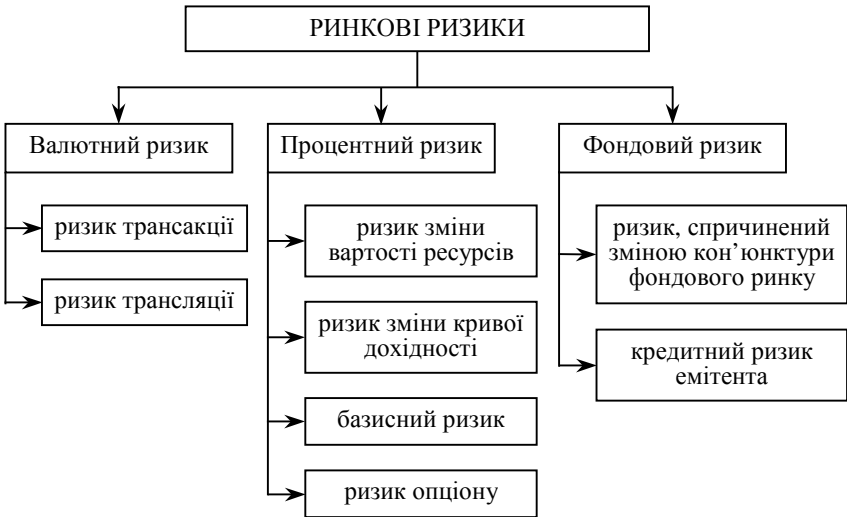 РИНКОВІ РИЗИКИ
Валютний ризик
ризик трансакції
ризик трансляції
Процентний ризик
ризик зміни
вартості ресурсів
ризик зміни кривої
дохідності
базисний ризик
ризик опціону
Фондовий ризик
ризик, спричинений
зміною кон’юнктури
фондового ринку
кредитний ризик
емітента